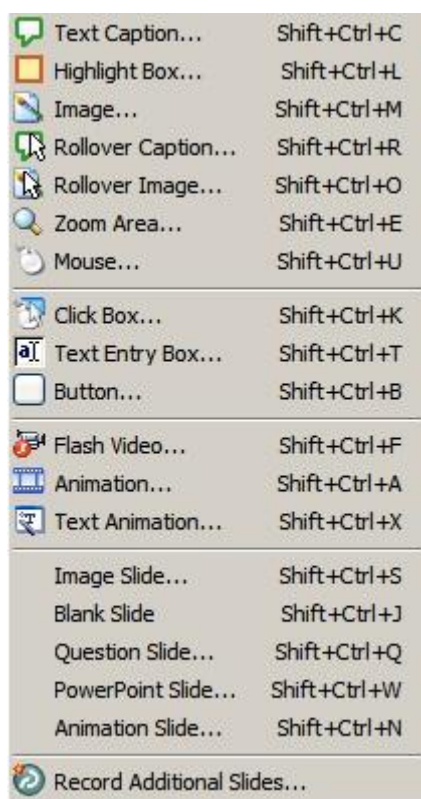 Text Caption... Shift+Ctrl+C
Highlight Box... Shift+Ctrl+L
Image... Shift+Ctrl+M
Rollover Caption... Shift+Ctrl+R
Rollover Image... Shift+Ctrl+O
Zoom Area... Shift+Ctrl+E
Mouse... Shift+Ctrl+U
Click Box... Shift+Ctrl+K
Text Entry Box... Shift+Ctrl+T
Button... Shift+Ctrl+B
Flash Video... Shift+Ctrl+F
Animation... Shift+Ctrl+A
Text Animation... Shift+Ctrl+X
Image Slide... Shift+Ctrl+S
Blank Slide Shift+Ctrl+J
Question Slide... Shift+Ctrl+Q
PowerPoint Slide... Shift+Ctrl+W
Animation Slide... Shift+Ctrl+N
Record Additional Slides...